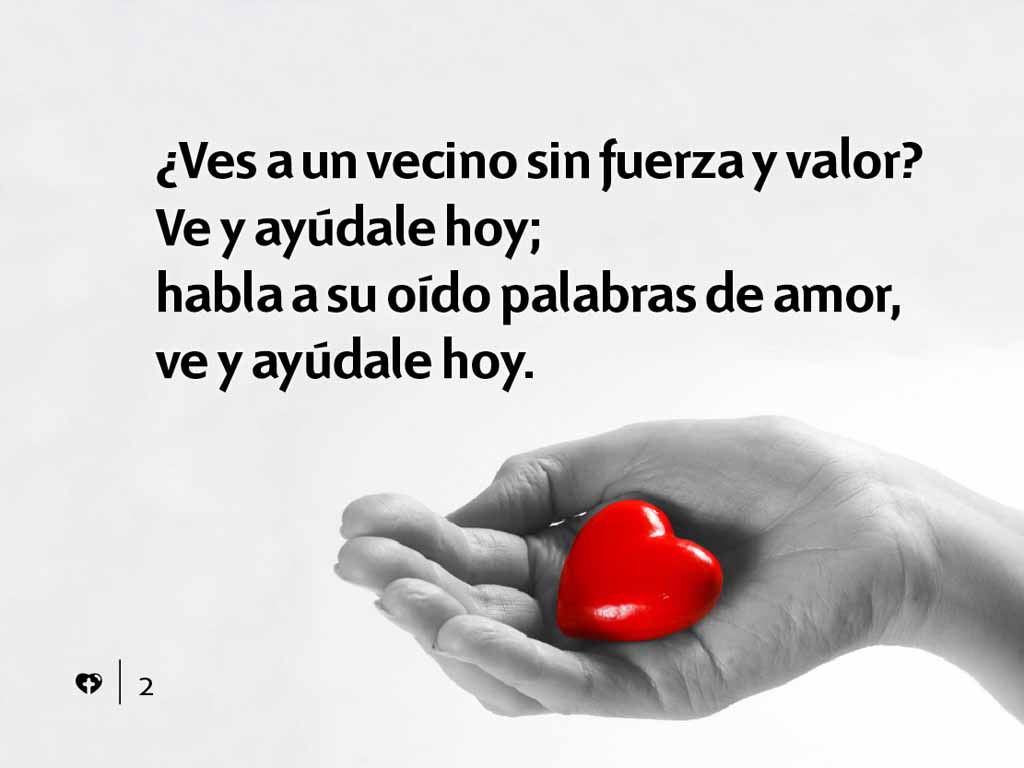 ¿Ves a un vecino sin fuerza y valor?
Ve y ayúdale hoy;
habla a su oído palabras de amor,
ve y ayúdale hoy.
2